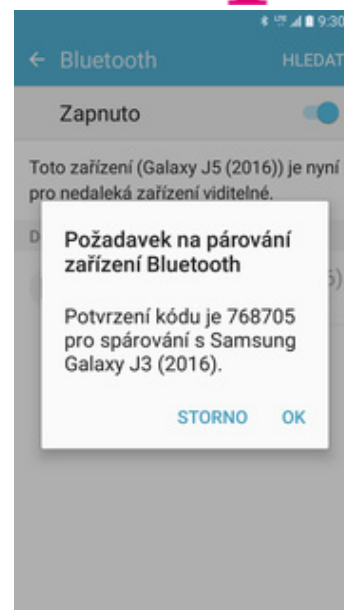 LTE 9:30
← Bluetooth HLEDAT
Zapnuto
Toto zařízení (Galaxy J5 (2016)) je nyní
pro nedaleká zařízení viditelné.
D
Požadavek na párování
zařízení Bluetooth
Potvrzení kódu je 768705
pro spárování s Samsung
Galaxy J3 (2016).
STORNO OK